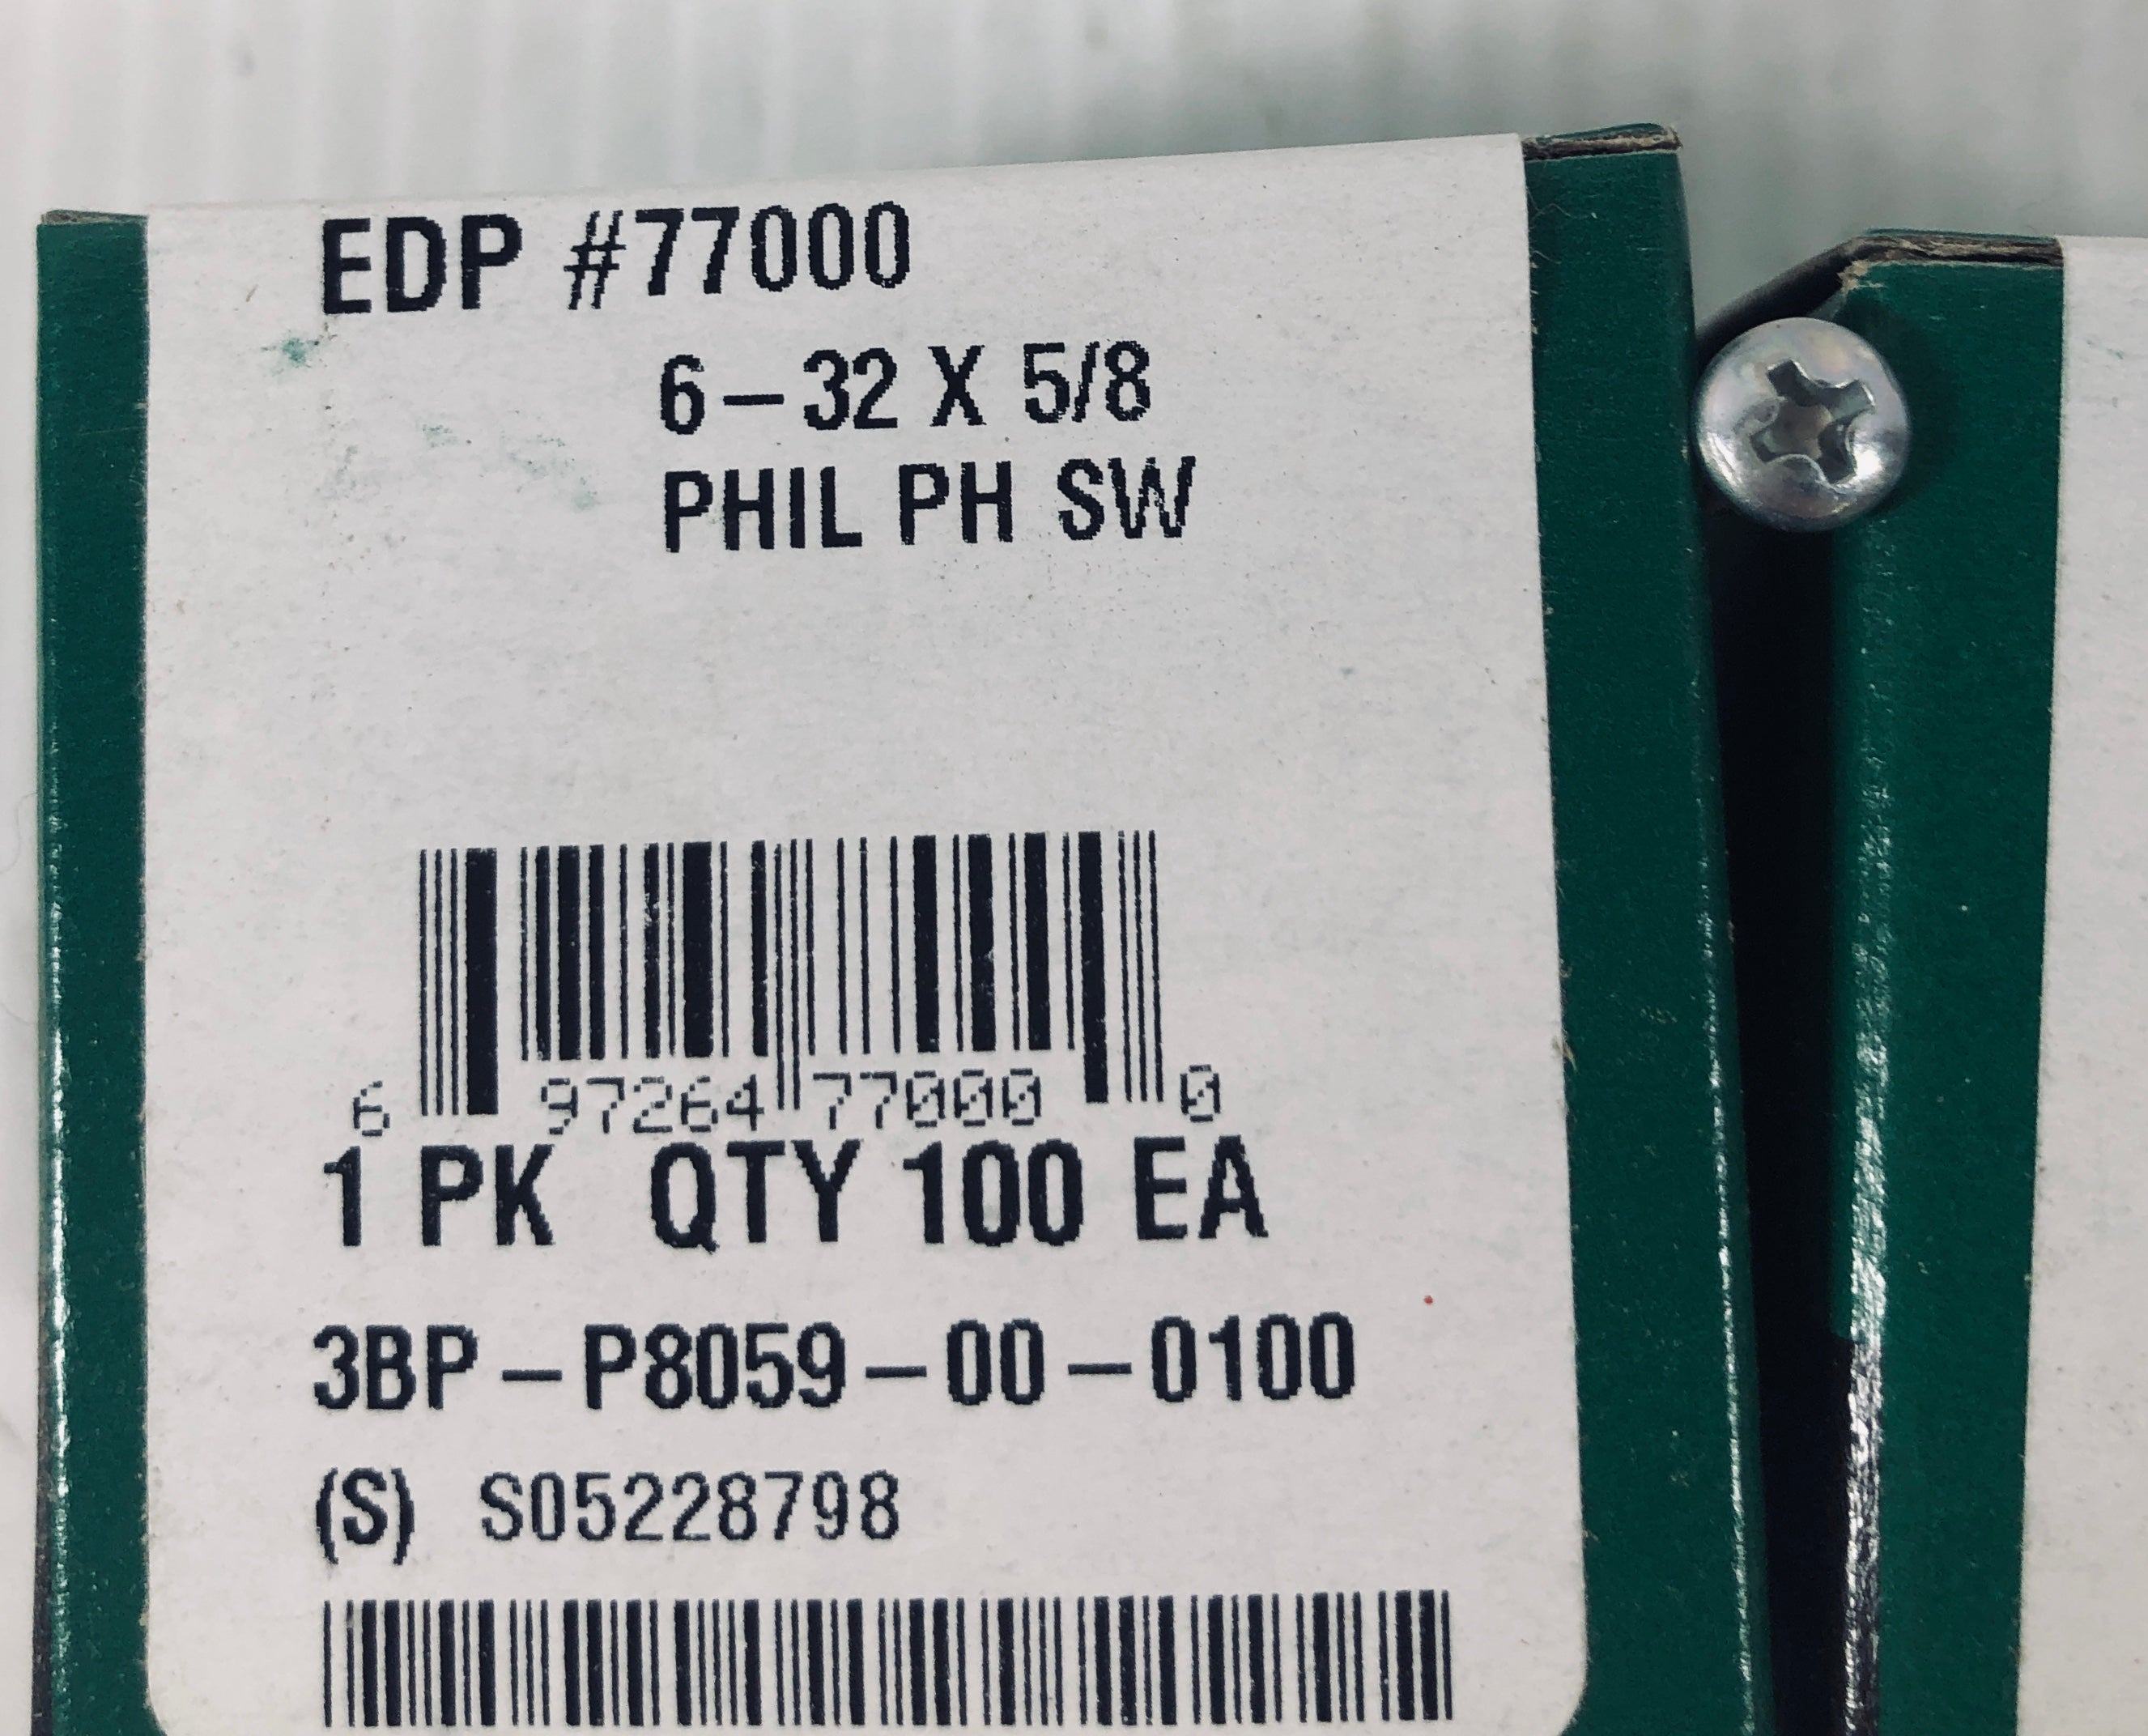 EDP #77000
6-32 X 5/8
PHIL PH SW
6 97264 77000 0
1 PK QTY 100 EA
3BP-P8059-00-0100
(S) S05228798